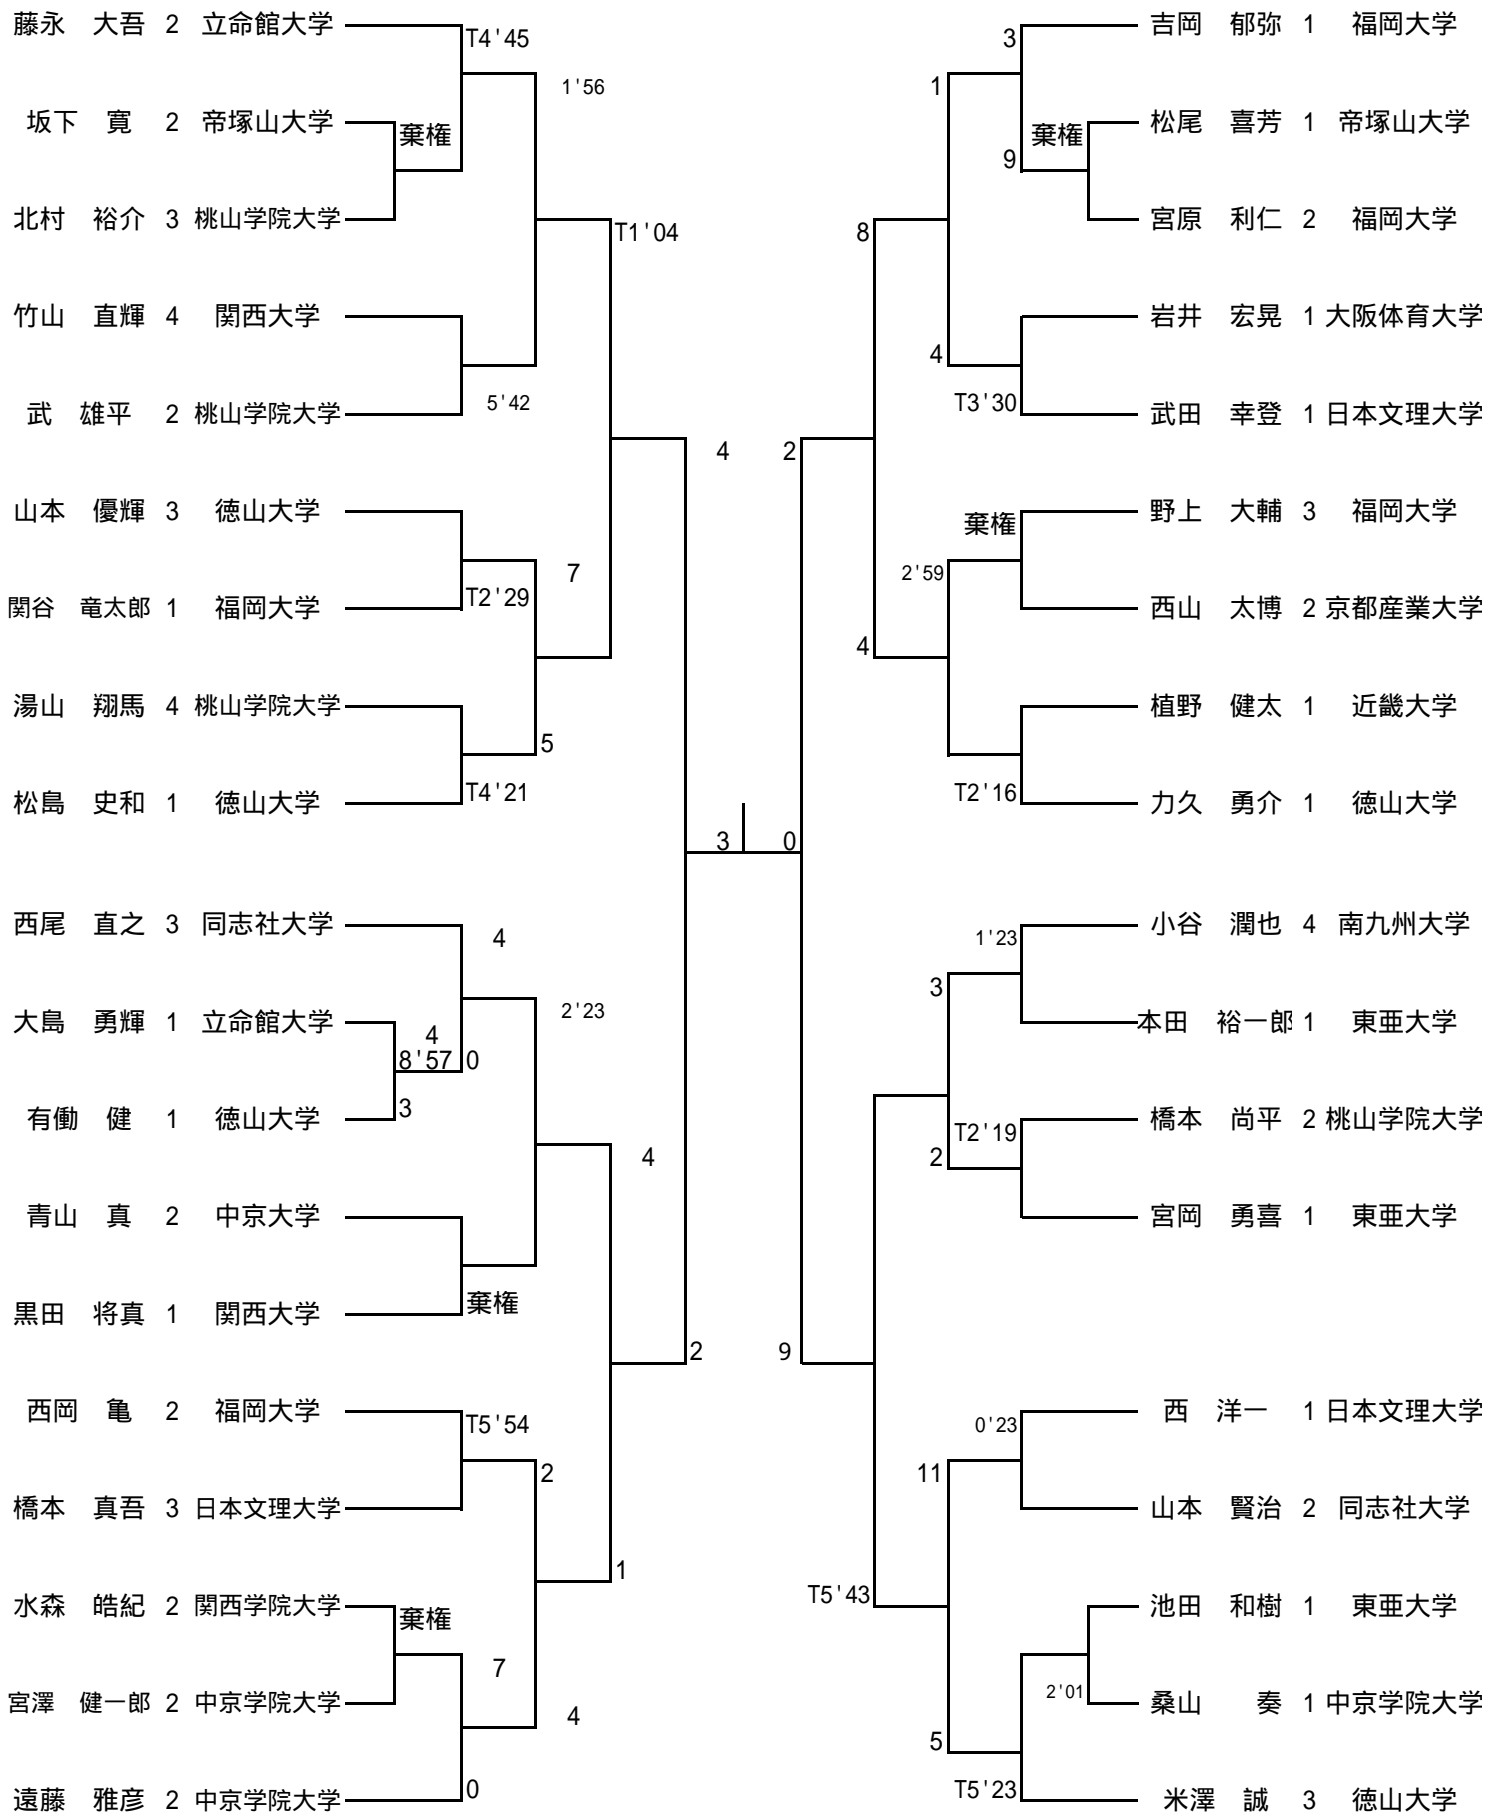 藤永 大吾 2 立命館大学
T4'45
1'56
坂下 寛 2 帝塚山大学
棄権
北村 裕介 3 桃山学院大学
T1'04
竹山 直輝 4 関西大学
武 雄平 2 桃山学院大学
5'42
4
山本 優輝 3 徳山大学
7
関谷 竜太郎 1 福岡大学
T2'29
湯山 翔馬 4 桃山学院大学
5
松島 史和 1 徳山大学
T4'21
3
西尾 直之 3 同志社大学
4
大島 勇輝 1 立命館大学
2'23
4
8'57 0
有働 健 1 徳山大学
3
4
青山 真 2 中京大学
黒田 将真 1 関西大学
棄権
2
西岡 亀 2 福岡大学
T5'54
2
橋本 真吾 3 日本文理大学
1
水森 皓紀 2 関西学院大学
棄権
7
宮澤 健一郎 2 中京学院大学
4
遠藤 雅彦 2 中京学院大学
0
吉岡 郁弥 1 福岡大学
3
1
松尾 喜芳 1 帝塚山大学
棄権
9
宮原 利仁 2 福岡大学
8
岩井 宏晃 1 大阪体育大学
4
武田 幸登 1 日本文理大学
T3'30
2
野上 大輔 3 福岡大学
棄権
2'59
西山 太博 2 京都産業大学
4
植野 健太 1 近畿大学
力久 勇介 1 徳山大学
T2'16
0
小谷 潤也 4 南九州大学
1'23
3
本田 裕一郎 1 東亜大学
橋本 尚平 2 桃山学院大学
T2'19
2
宮岡 勇喜 1 東亜大学
9
西 洋一 1 日本文理大学
0'23
11
山本 賢治 2 同志社大学
T5'43
池田 和樹 1 東亜大学
2'01
桑山 奏 1 中京学院大学
5
T5'23
米澤 誠 3 徳山大学